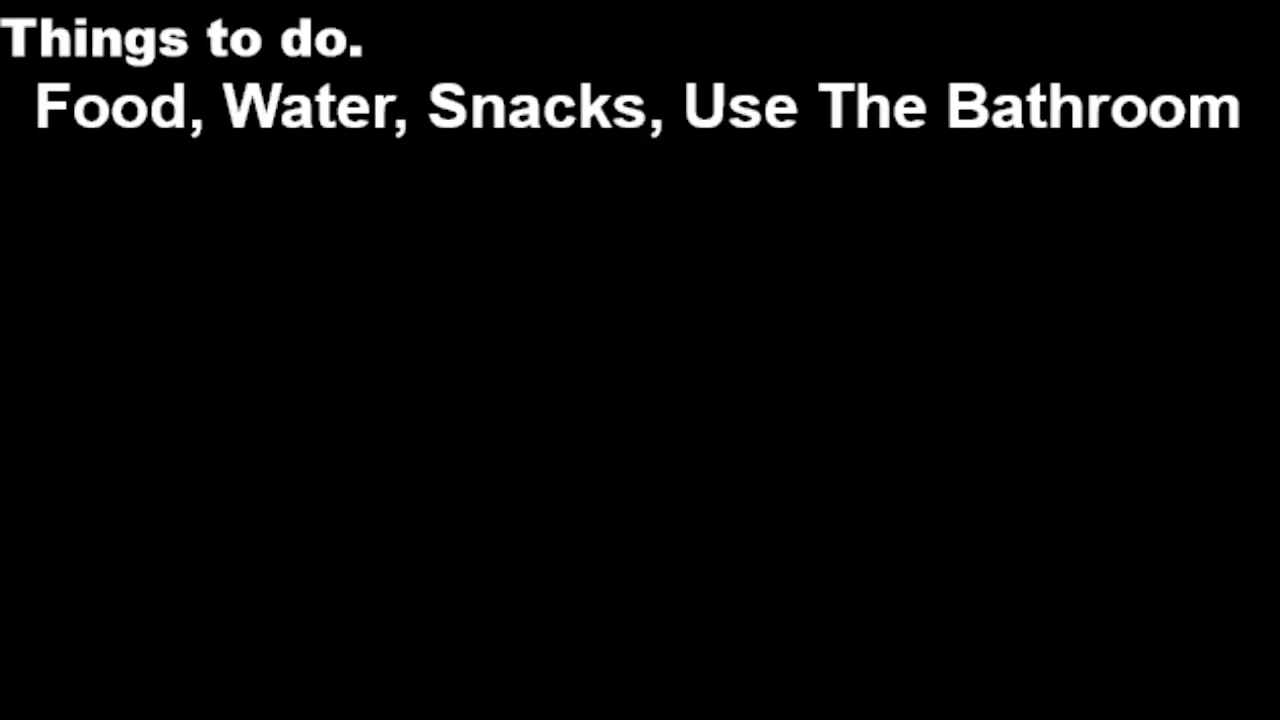 Things to do.
Food, Water, Snacks, Use The Bathroom